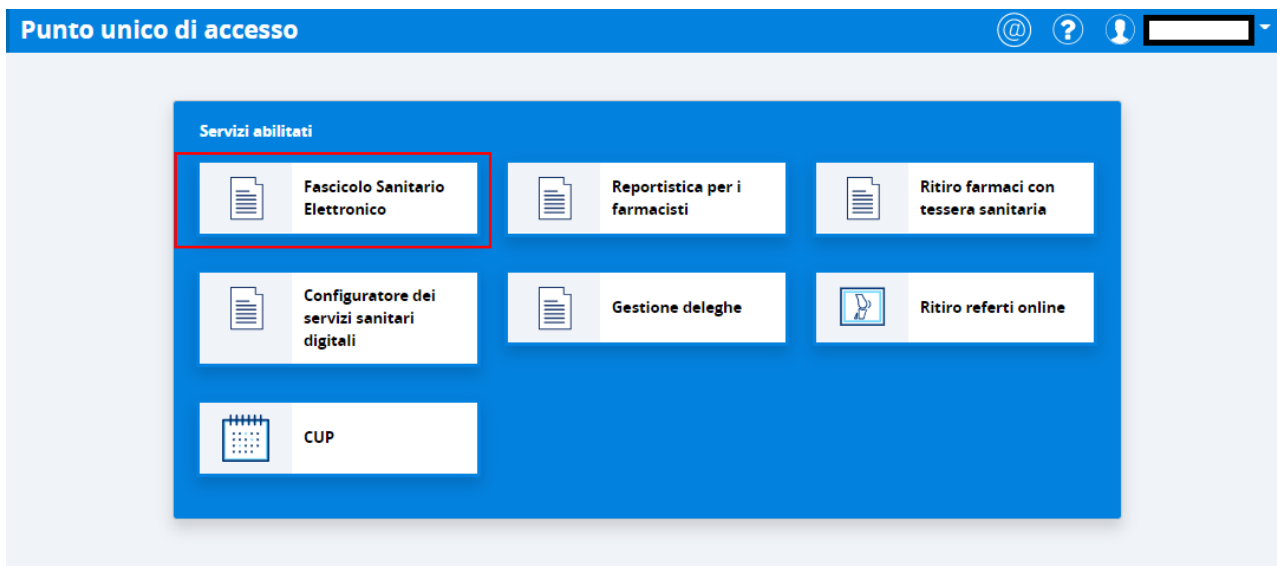 Punto unico di accesso
Servizi abilitati
Fascicolo Sanitario
Elettronico
Reportistica per i
farmacisti
Ritiro farmaci con
tessera sanitaria
Configuratore dei
servizi sanitari
digitali
Gestione deleghe
Ritiro referti online
CUP